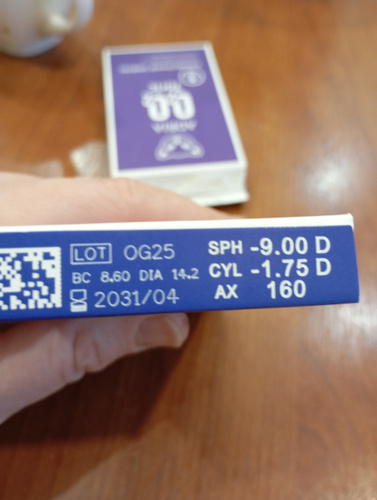 LOT OG25
BC 8.60 DIA 14.2
2031/04
SPH -9.00 D
CYL -1.75 D
AX 160